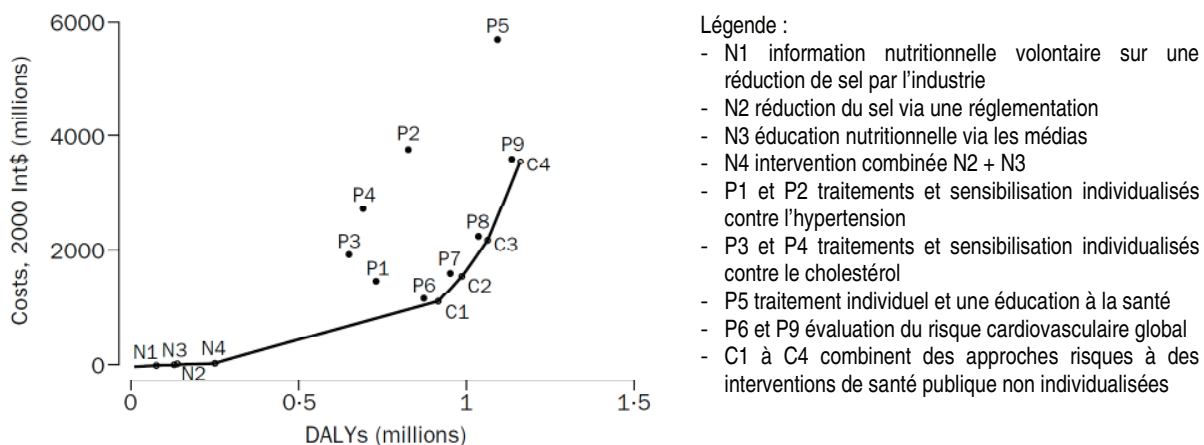 6000
4000
2000
0
Costs, 2000 Int$ (millions)
P5
P2
P9
C4
P4
P8
P3
C3
P7
P1
C2
P6
C1
N1 N3 N4
N2
0 0·5 1 1·5
DALYs (millions)
Légende :
- N1 information nutritionnelle volontaire sur une
réduction de sel par l'industrie
- N2 réduction du sel via une réglementation
- N3 éducation nutritionnelle via les médias
- N4 intervention combinée N2 + N3
- P1 et P2 traitements et sensibilisation individualisés
contre l'hypertension
- P3 et P4 traitements et sensibilisation individualisés
contre le cholestérol
- P5 traitement individuel et une éducation à la santé
- P6 et P9 évaluation du risque cardiovasculaire global
- C1 à C4 combinent des approches risques à des
interventions de santé publique non individualisées